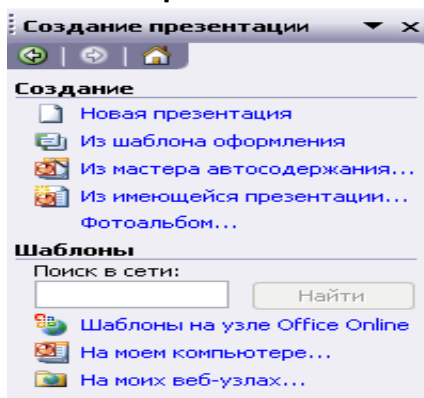 Создание презентации
Создание
Новая презентация
Из шаблона оформления
Из мастера автосодержания...
Из имеющейся презентации...
Фотоальбом...
Шаблоны
Поиск в сети:
Найти
Шаблоны на узле Office Online
На моем компьютере...
На моих веб-узлах...